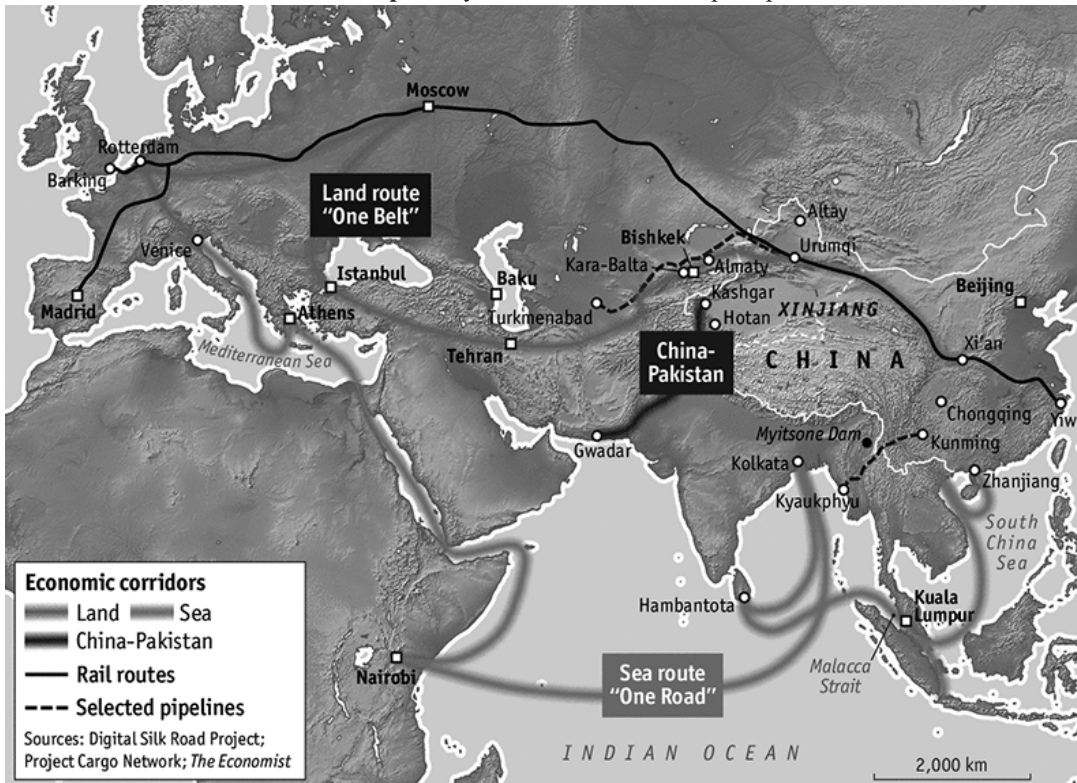 Moscow
Rotterdam
Barking
Land route
"One Belt"
Altay
Bishkek
Urumqi
Venice
Kara-Balta
Almaty
Istanbul
Baku
Kashgar
XINJIANG
Beijing
Madrid
Athens
Turkmenabad
Hotan
Mediterranean Sea
Tehran
China-
Pakistan
CHINA
Xi'an
Chongqing
Yiw
Myitsone Dam
Kunming
Gwadar
Kolkata
Zhanjiang
Kyaukphyu
South
China
Sea
Economic corridors
Land Sea
China-Pakistan
Rail routes
Selected pipelines
Sources: Digital Silk Road Project;
Project Cargo Network; The Economist
Hambantota
Kuala
Lumpur
Nairobi
Sea route
"One Road"
Malacca
Strait
INDIAN OCEAN
2,000 km